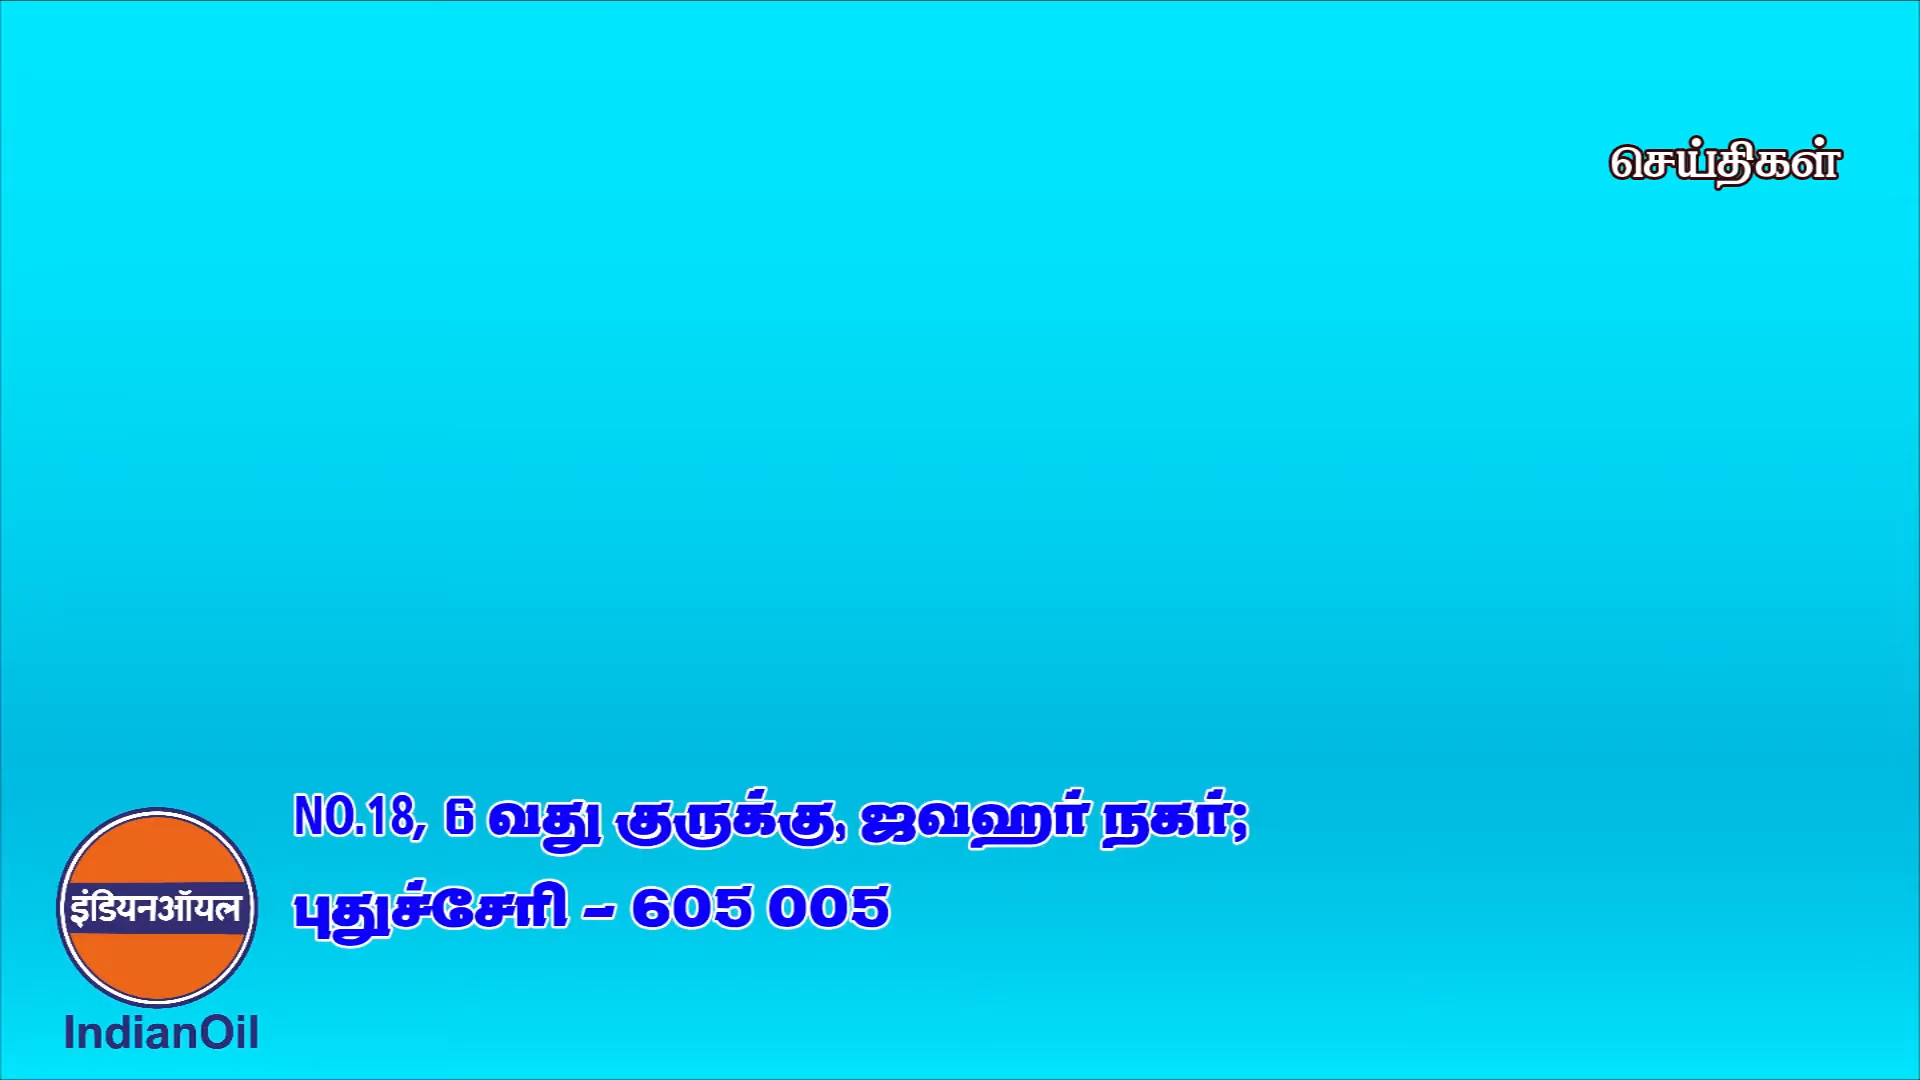 செய்திகள்
NO.18, 6 வது குருக்கு, ஜவஹர் நகர்;
புதுச்சேரி – 605 005
इंडियनऑयल
IndianOil